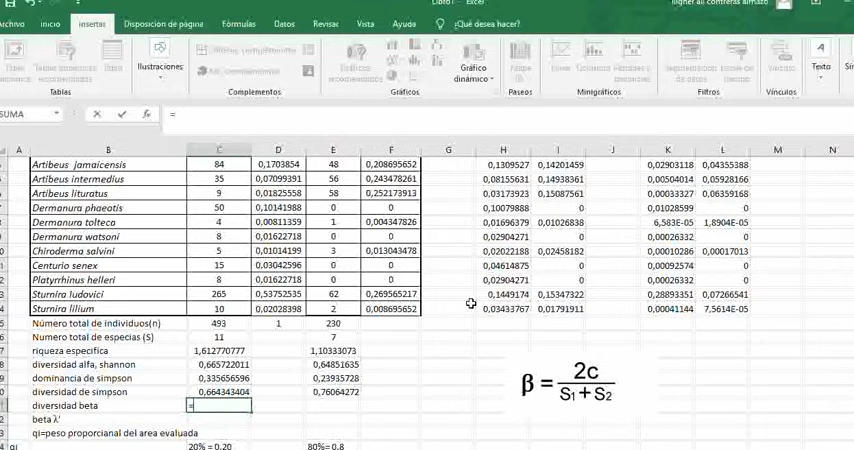 Libro1 - Excel
ligher ali contreras almazo
Archivo Inicio Insertar Disposición de página Fórmulas Datos Revisar Vista Ayuda ¿Qué desea hacer?
Ilustraciones
Gráfico dinámico
Texto
Tablas Complementos Gráficos Paseos Minigráficos Filtros Vínculos
SUMA =
A B C D E F G H I J K L M N
Artibeus jamaicensis 84 0,1703854 48 0,208695652 0,1309527 0,14201459 0,02903118 0,04355388
Artibeus intermedius 35 0,07099391 56 0,243478261 0,08155631 0,14938361 0,00504014 0,05928166
Artibeus lituratus 9 0,01825558 58 0,252173913 0,03173923 0,15087561 0,00033327 0,06359168
Dermanura phaeotis 50 0,10141988 0 0 0,10079888 0 0,01028599 0
Dermanura tolteca 4 0,00811359 1 0,004347826 0,01696379 0,01026838 6,583E-05 1,8904E-05
Dermanura watsoni 8 0,01622718 0 0 0,02904271 0 0,00026332 0
Chiroderma salvini 5 0,01014199 3 0,013043478 0,02022188 0,02458182 0,00010286 0,00017013
Centurio senex 15 0,03042596 0 0 0,04614875 0 0,00092574 0
Platyrrhinus helleri 8 0,01622718 0 0 0,02904271 0 0,00026332 0
Sturnira ludovici 265 0,53752535 62 0,269565217 0,1449174 0,15347322 0,28893351 0,07266541
Sturnira lilium 10 0,02028398 2 0,008695652 0,03433767 0,01791911 0,00041144 7,5614E-05
Número total de individuos(n) 493 1 230
Número total de especias (S) 11 7
riqueza especifica 1,612770777 1,10333073
diversidad alfa, shannon 0,665722011 0,64851635
dominancia de simpson 0,335656596 0,23935728
diversidad de simpson 0,664343404 0,76064272
diversidad beta =
beta λ'
qi=peso proporcianal del area evaluada
qi 20% = 0,20 80%= 0,8
β = 2c / S1 + S2